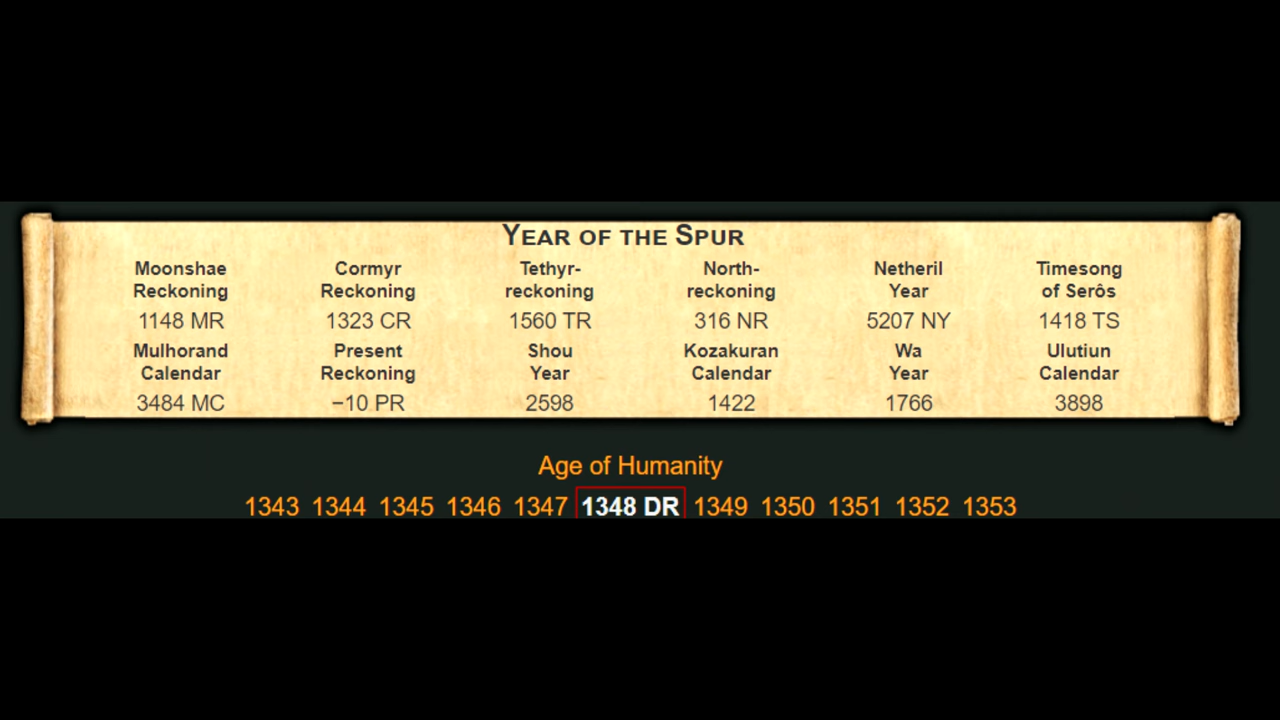 YEAR OF THE SPUR
Moonshae Cormyr Tethyr- North- Netheril Timesong
Reckoning Reckoning reckoning reckoning Year of Serôs
1148 MR 1323 CR 1560 TR 316 NR 5207 NY 1418 TS
Mulhorand Present Shou Kozakuran Wa Ulutiun
Calendar Reckoning Year Calendar Year Calendar
3484 MC −10 PR 2598 1422 1766 3898
Age of Humanity
1343 1344 1345 1346 1347 1348 DR 1349 1350 1351 1352 1353